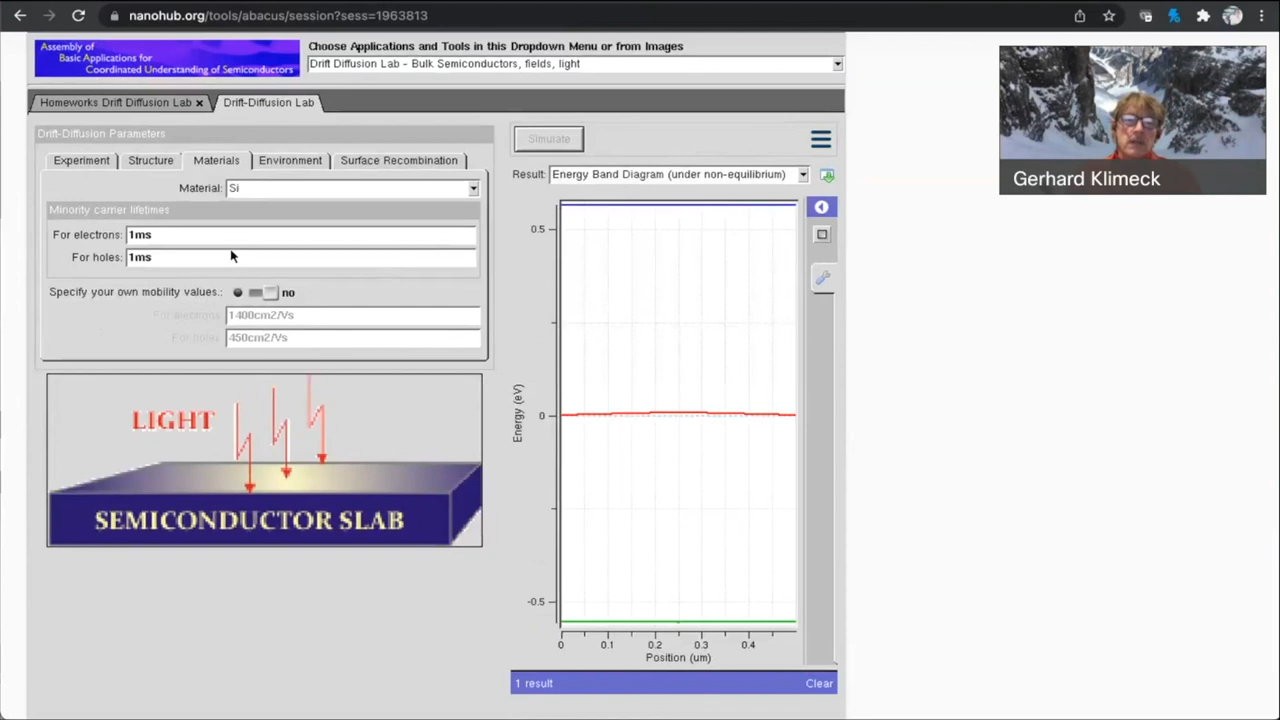 nanohub.org/tools/abacus/session?sess=1963813
Assembly of
Basic Applications for
Coordinated Understanding of Semiconductors
Choose Applications and Tools in this Dropdown Menu or from Images
Drift Diffusion Lab - Bulk Semiconductors, fields, light
Homeworks Drift Diffusion Lab ×
Drift-Diffusion Lab
Drift-Diffusion Parameters
Experiment
Structure
Materials
Environment
Surface Recombination
Material: Si
Minority carrier lifetimes
For electrons: 1ms
For holes: 1ms
Specify your own mobility values.: no
For electrons: 1400cm2/Vs
For holes: 450cm2/Vs
LIGHT
SEMICONDUCTOR SLAB
Simulate
Result: Energy Band Diagram (under non-equilibrium)
0.5
0
-0.5
Energy (eV)
0 0.1 0.2 0.3 0.4
Position (um)
1 result
Clear
Gerhard Klimeck